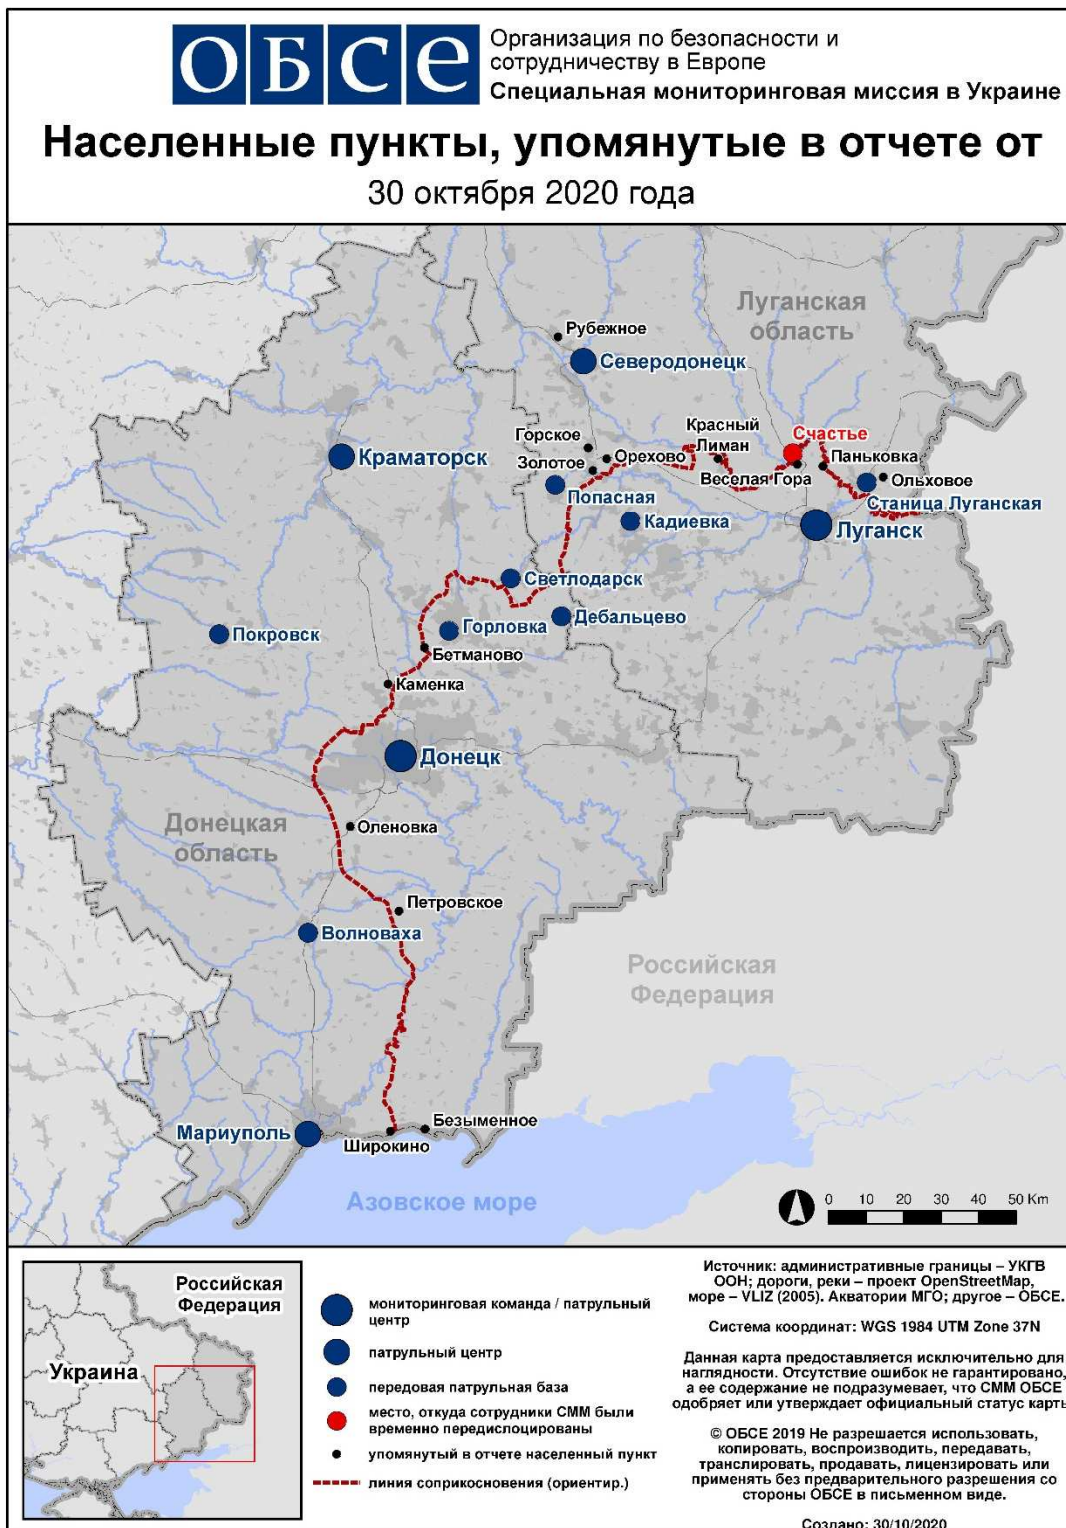 ОБСЕ
Организация по безопасности и
сотрудничеству в Европе
Специальная мониторинговая миссия в Украине
Населенные пункты, упомянутые в отчете от
30 октября 2020 года
Луганская
область
Рубежное
Северодонецк
Красный
Лиман
Счастье
Горское
Орехово
Золотое
Паньковка
Веселая Гора
Ольховое
Краматорск
Попасная
Станица Луганская
Кадиевка
Луганск
Светлодарск
Дебальцево
Горловка
Покровск
Бетманово
Каменка
Донецк
Донецкая
область
Оленовка
Петровское
Волноваха
Российская
Федерация
Безыменное
Мариуполь
Широкино
Азовское море
0 10 20 30 40 50 Km
Российская
Федерация
Украина
мониторинговая команда / патрульный
центр
патрульный центр
передовая патрульная база
место, откуда сотрудники СММ были
временно передислоцированы
упомянутый в отчете населенный пункт
линия соприкосновения (ориентир.)
Источник: административные границы – УКГВ
ООН; дороги, реки – проект OpenStreetMap,
море – VLIZ (2005). Акватории МГО; другое – ОБСЕ.
Система координат: WGS 1984 UTM Zone 37N
Данная карта предоставляется исключительно для
наглядности. Отсутствие ошибок не гарантировано,
а ее содержание не подразумевает, что СММ ОБСЕ
одобряет или утверждает официальный статус карты
© ОБСЕ 2019 Не разрешается использовать,
копировать, воспроизводить, передавать,
транслировать, продавать, лицензировать или
применять без предварительного разрешения со
стороны ОБСЕ в письменном виде.
Создано: 30/10/2020